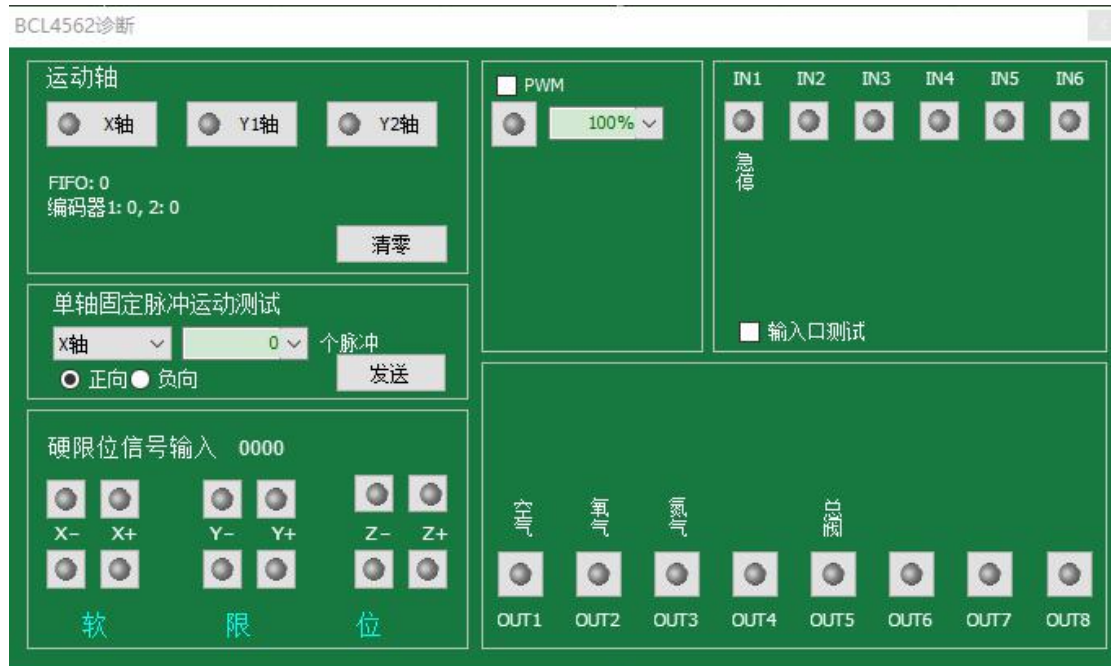 BCL4562诊断
运动轴
X轴 Y1轴 Y2轴
FIFO: 0
编码器1: 0, 2: 0
清零
单轴固定脉冲运动测试
X轴 0 个脉冲
正向 负向 发送
硬限位信号输入 0000
X- X+ Y- Y+ Z- Z+
软 限 位
PWM
100%
IN1 IN2 IN3 IN4 IN5 IN6
急停
输入口测试
空气 氧气 氮气 总阀
OUT1 OUT2 OUT3 OUT4 OUT5 OUT6 OUT7 OUT8